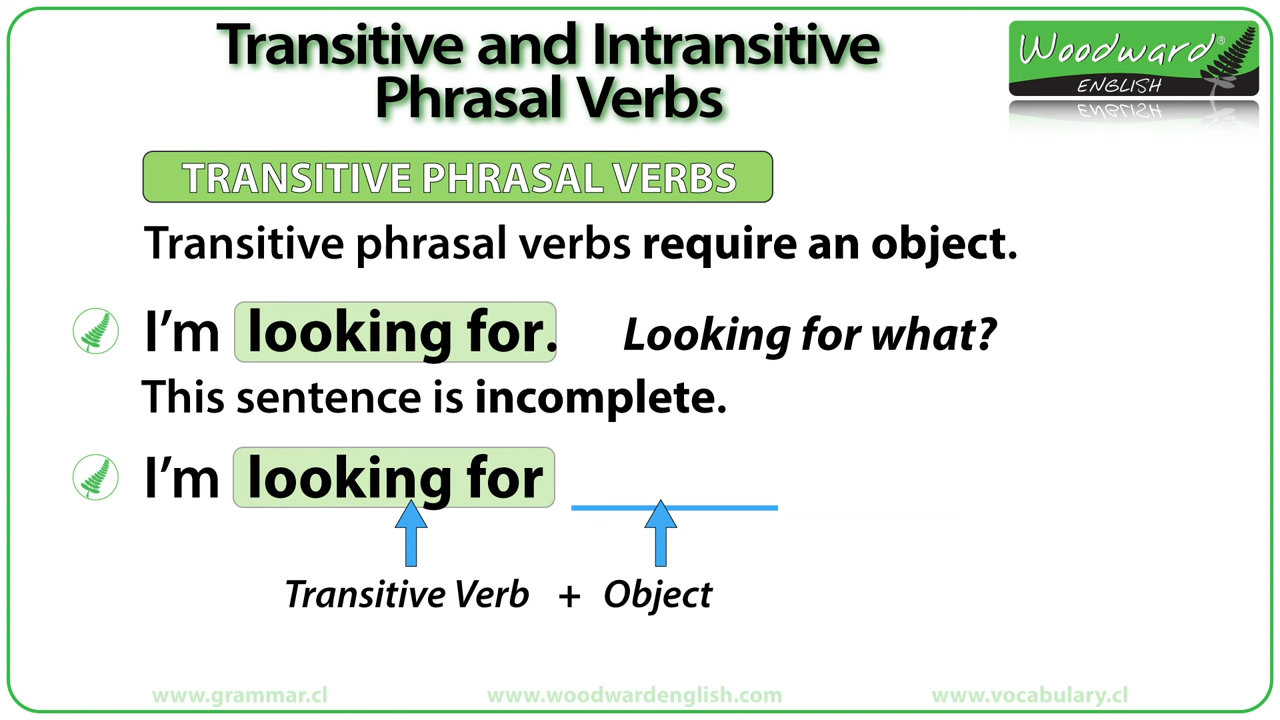 Transitive and Intransitive
Phrasal Verbs
Woodward®
ENGLISH
TRANSITIVE PHRASAL VERBS
Transitive phrasal verbs require an object.
I'm looking for. Looking for what?
This sentence is incomplete.
I'm looking for
Transitive Verb + Object
www.grammar.cl www.woodwardenglish.com www.vocabulary.cl